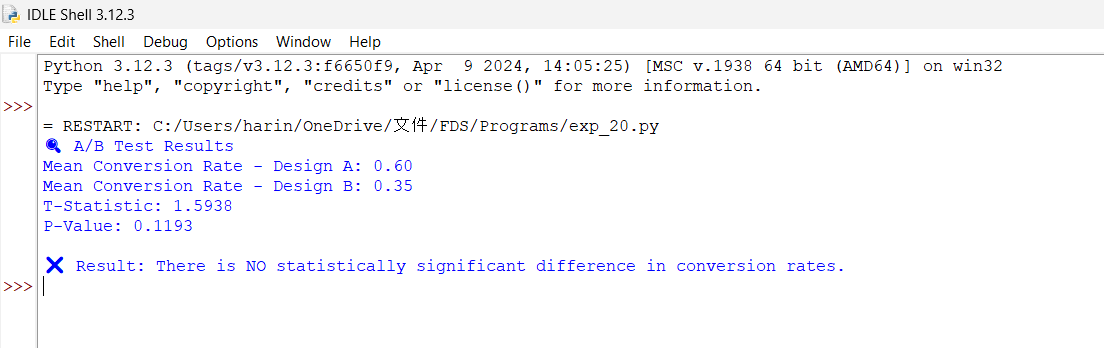 IDLE Shell 3.12.3
File Edit Shell Debug Options Window Help
Python 3.12.3 (tags/v3.12.3:f6650f9, Apr  9 2024, 14:05:25) [MSC v.1938 64 bit (AMD64)] on win32
Type "help", "copyright", "credits" or "license()" for more information.
>>>
= RESTART: C:/Users/harin/OneDrive/文件/FDS/Programs/exp_20.py
🔍 A/B Test Results
Mean Conversion Rate - Design A: 0.60
Mean Conversion Rate - Design B: 0.35
T-Statistic: 1.5938
P-Value: 0.1193
❌ Result: There is NO statistically significant difference in conversion rates.
>>>